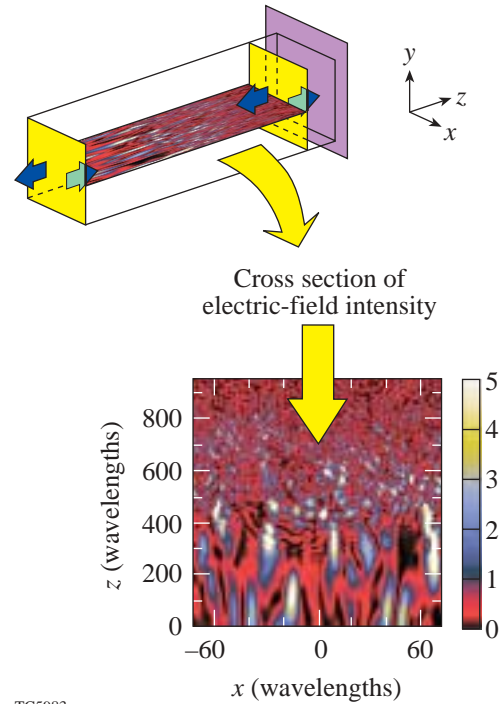 y
z
x
Cross section of
electric-field intensity
5
800
4
600
3
400
2
200
1
0
0
z (wavelengths)
–60
0
60
x (wavelengths)